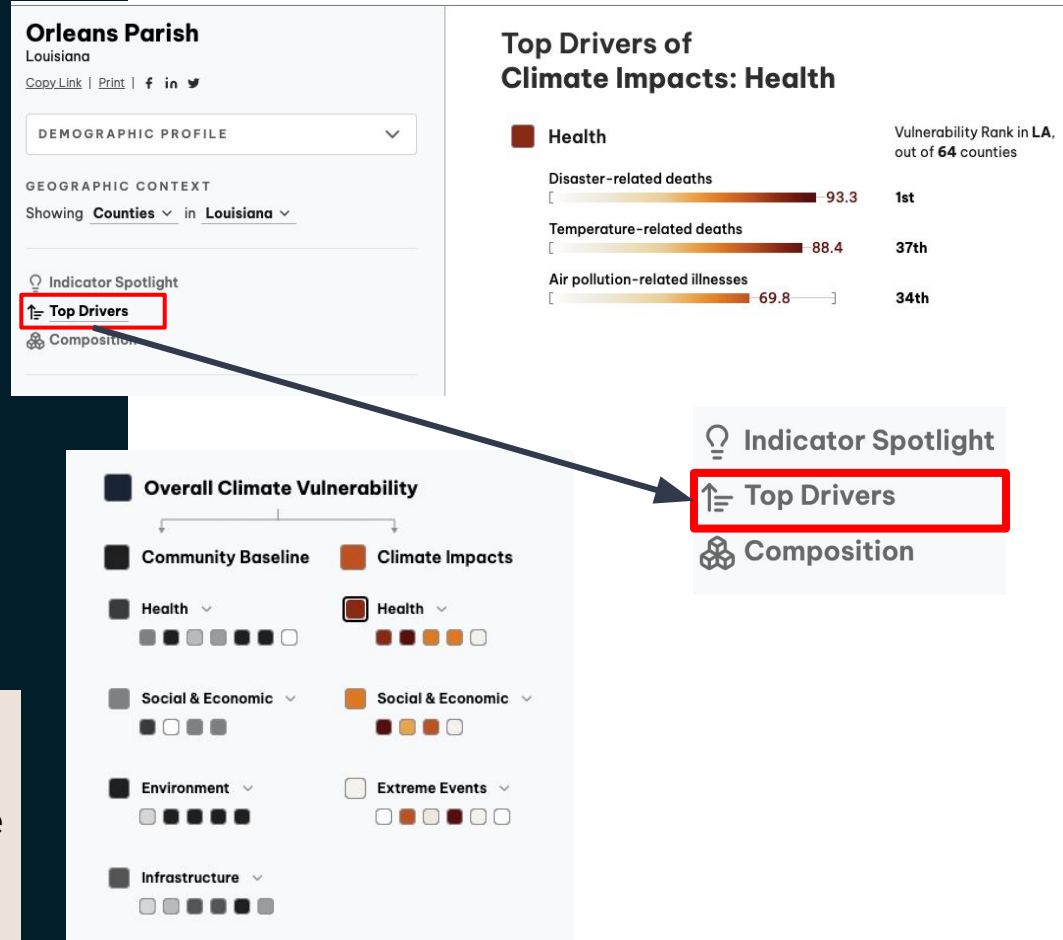 Orleans Parish
Louisiana
Copy Link | Print |
DEMOGRAPHIC PROFILE
GEOGRAPHIC CONTEXT
Showing Counties in Louisiana
Indicator Spotlight
Top Drivers
Composition
Top Drivers of
Climate Impacts: Health
Health
Vulnerability Rank in LA,
out of 64 counties
Disaster-related deaths
93.3 1st
Temperature-related deaths
88.4 37th
Air pollution-related illnesses
69.8 34th
Indicator Spotlight
Top Drivers
Composition
Overall Climate Vulnerability
Community Baseline Climate Impacts
Health Health
Social & Economic Social & Economic
Environment Extreme Events
Infrastructure